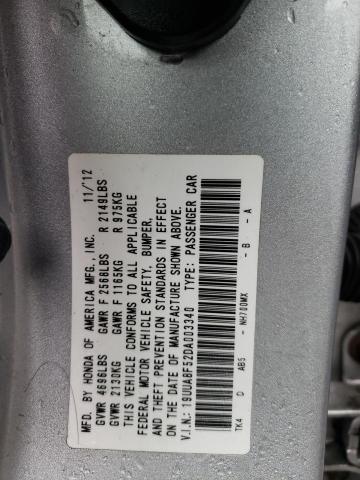 MFD. BY HONDA OF AMERICA MFG., INC. 11/'12
GVWR 4696LBS GAWR F 2568LBS R 2149LBS
GVWR 2130KG GAWR F 1165KG R 975KG
THIS VEHICLE CONFORMS TO ALL APPLICABLE
FEDERAL MOTOR VEHICLE SAFETY, BUMPER,
AND THEFT PREVENTION STANDARDS IN EFFECT
ON THE DATE OF MANUFACTURE SHOWN ABOVE.
V.I.N.: 19UUA8F52DA003340 TYPE: PASSENGER CAR
TK4 D AB5 - NH700MX - B - A